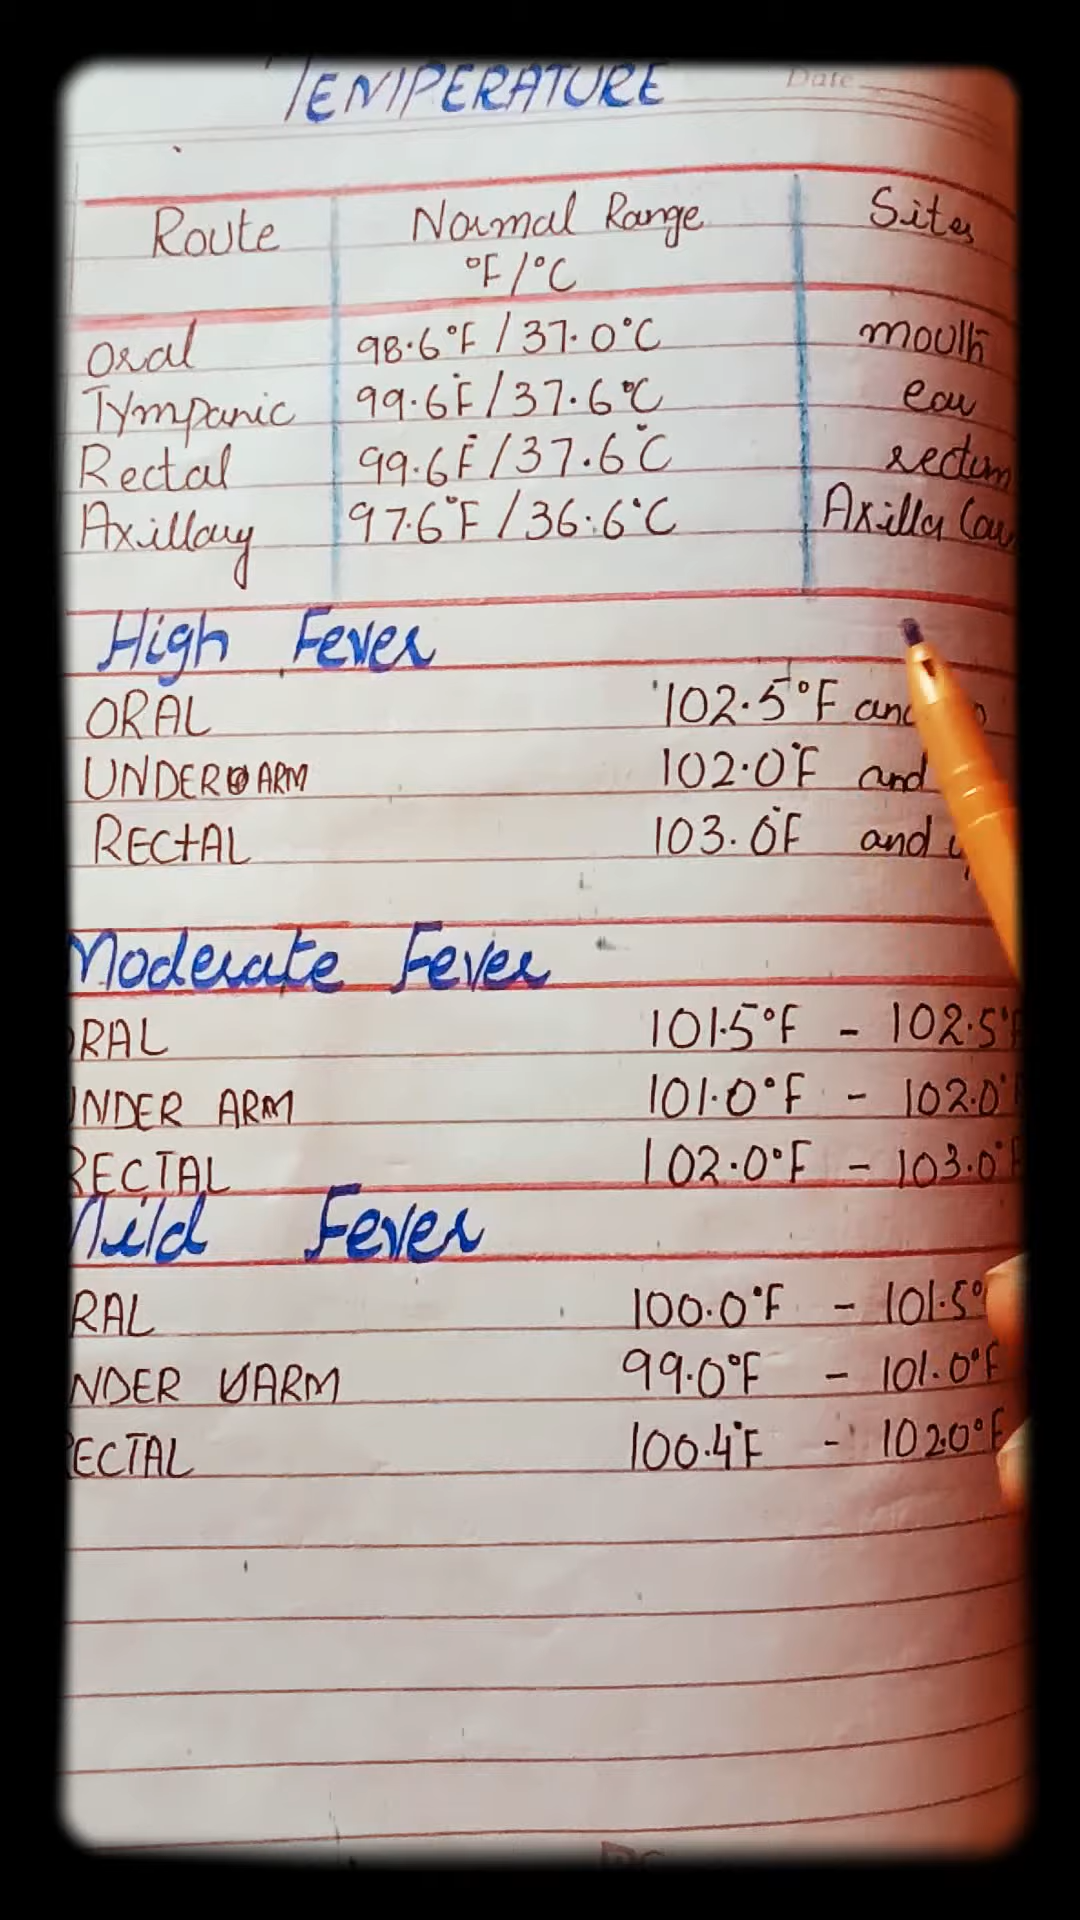 TEMPERATURE Date
Route Normal Range Sites
°F/°C
Oral 98.6°F / 37.0°C mouth
Tympanic 99.6°F / 37.6°C ear
Rectal 99.6°F / 37.6°C rectum
Axillary 97.6°F / 36.6°C Axilla
High Fever
ORAL 102.5°F and
UNDER ARM 102.0°F and
RECTAL 103.0°F and
Moderate Fever
RAL 101.5°F - 102.5°F
NDER ARM 101.0°F - 102.0°
RECTAL 102.0°F - 103.0°F
Mild Fever
RAL 100.0°F - 101.5°
NDER ARM 99.0°F - 101.0°F
ECTAL 100.4°F - 102.0°F